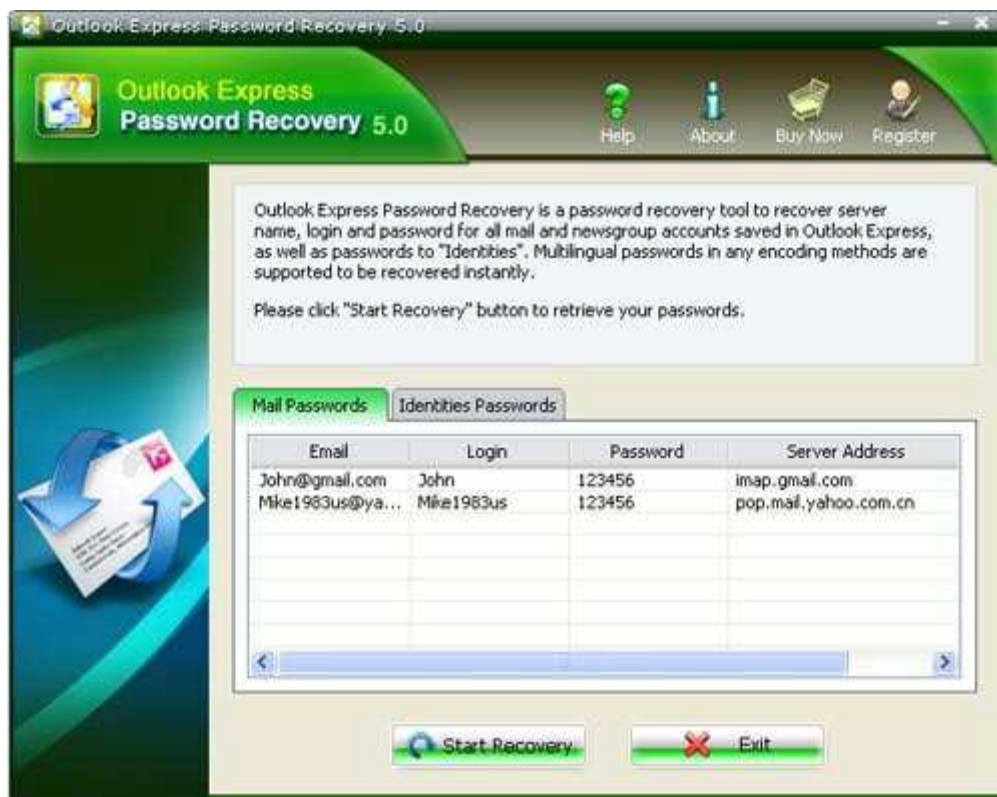 Outlook Express Password Recovery 5.0
Outlook Express
Password Recovery 5.0
Help
About
Buy Now
Register
Outlook Express Password Recovery is a password recovery tool to recover server
name, login and password for all mail and newsgroup accounts saved in Outlook Express,
as well as passwords to "Identities". Multilingual passwords in any encoding methods are
supported to be recovered instantly.
Please click "Start Recovery" button to retrieve your passwords.
Mail Passwords
Identities Passwords
Email Login Password Server Address
John@gmail.com John 123456 imap.gmail.com
Mike1983us@ya... Mike1983us 123456 pop.mail.yahoo.com.cn
Start Recovery
Exit